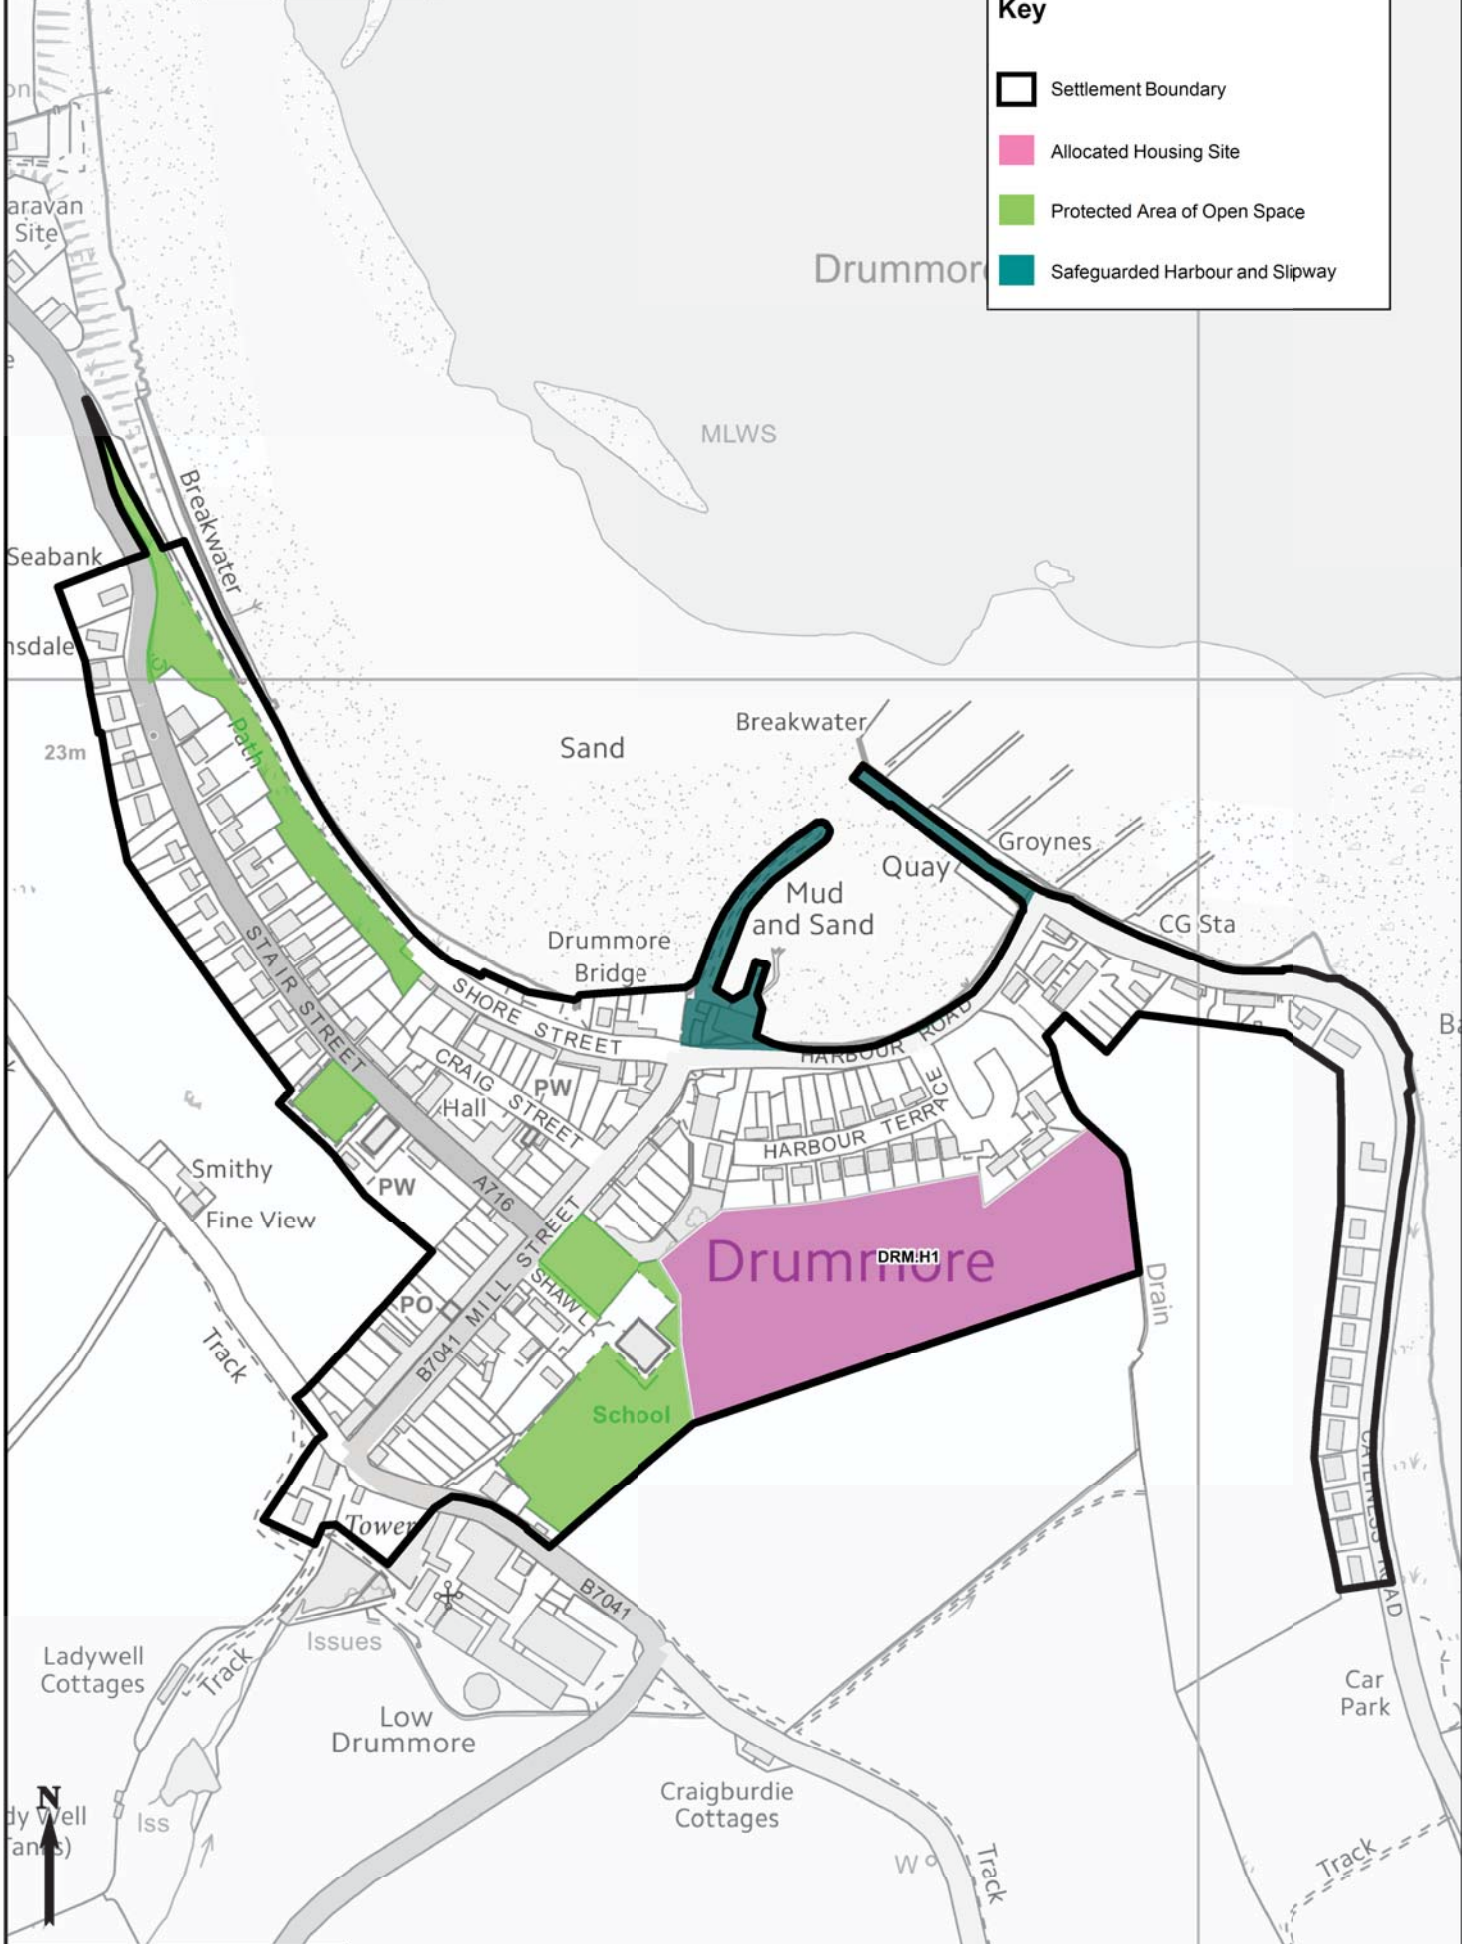 Key
Settlement Boundary
Allocated Housing Site
Protected Area of Open Space
Safeguarded Harbour and Slipway
aravan
Site
MLWS
Breakwater
Seabank
nsdale
23m
Path
Sand
Breakwater
Groynes
Quay
Mud
and Sand
CG Sta
Drummore
Bridge
STAIR STREET
SHORE STREET
CRAIG STREET
PW
Hall
HARBOUR ROAD
HARBOUR TERRACE
Smithy
Fine View
PW
A716
Drummore
DRM.H1
SHAW L
PO
B7041 MILL STREET
Drain
Track
School
Tower
CAILINESS ROAD
B7041
Issues
Ladywell
Cottages
Track
Low
Drummore
Car
Park
Craigburdie
Cottages
N
Iss
dy Well
W
Track
Track